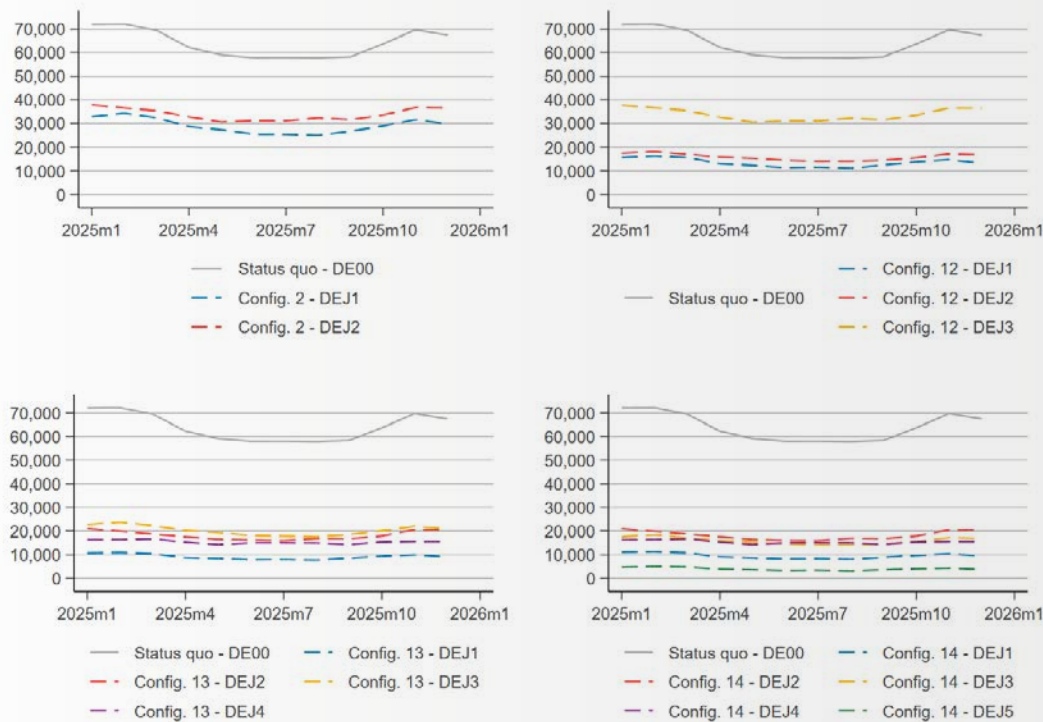 70,000
60,000
50,000
40,000
30,000
20,000
10,000
0
2025m1 2025m4 2025m7 2025m10 2026m1
Status quo - DE00
Config. 2 - DEJ1
Config. 2 - DEJ2
70,000
60,000
50,000
40,000
30,000
20,000
10,000
0
2025m1 2025m4 2025m7 2025m10 2026m1
Config. 12 - DEJ1
Status quo - DE00 Config. 12 - DEJ2
Config. 12 - DEJ3
70,000
60,000
50,000
40,000
30,000
20,000
10,000
0
2025m1 2025m4 2025m7 2025m10 2026m1
Status quo - DE00 Config. 13 - DEJ1
Config. 13 - DEJ2 Config. 13 - DEJ3
Config. 13 - DEJ4
70,000
60,000
50,000
40,000
30,000
20,000
10,000
0
2025m1 2025m4 2025m7 2025m10 2026m1
Status quo - DE00 Config. 14 - DEJ1
Config. 14 - DEJ2 Config. 14 - DEJ3
Config. 14 - DEJ4 Config. 14 - DEJ5